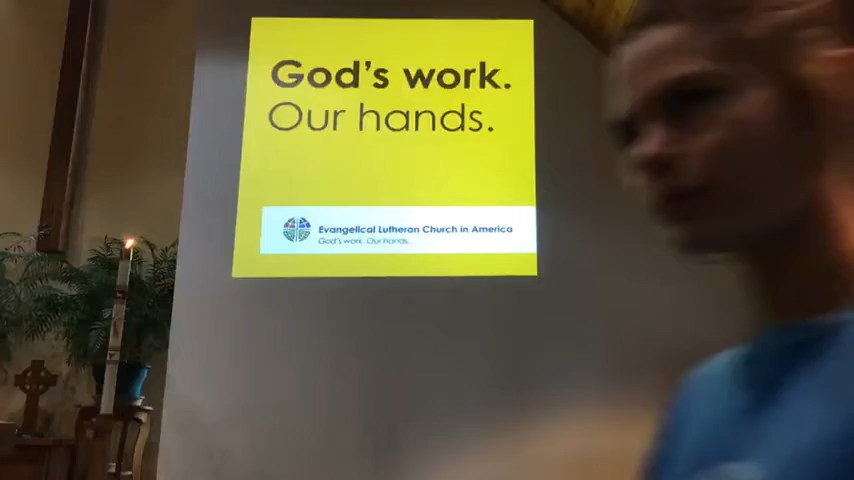 God's work.
Our hands.
Evangelical Lutheran Church in America
God's work. Our hands.